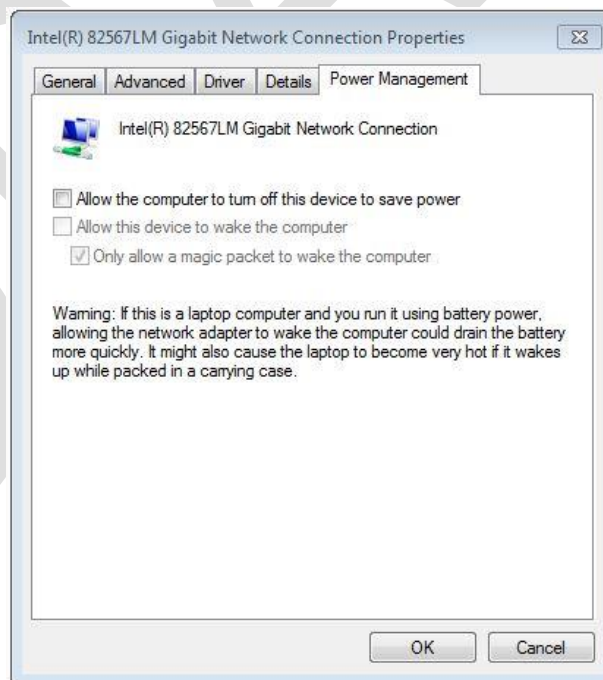 Intel(R) 82567LM Gigabit Network Connection Properties
General Advanced Driver Details Power Management
Intel(R) 82567LM Gigabit Network Connection
Allow the computer to turn off this device to save power
Allow this device to wake the computer
Only allow a magic packet to wake the computer
Warning: If this is a laptop computer and you run it using battery power,
allowing the network adapter to wake the computer could drain the battery
more quickly. It might also cause the laptop to become very hot if it wakes
up while packed in a carrying case.
OK Cancel